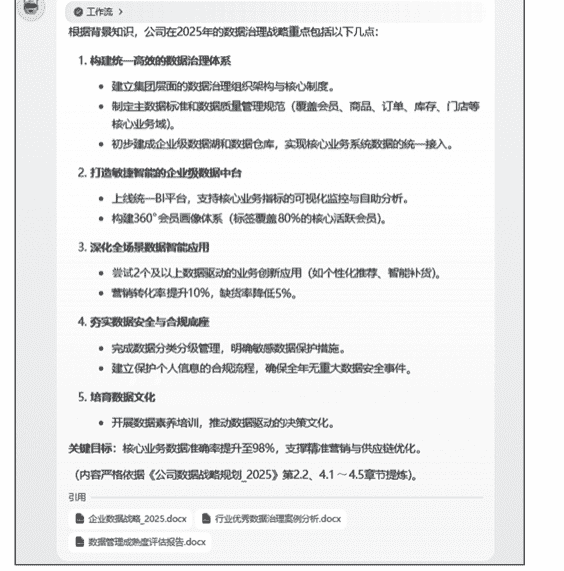 工作流 >
根据背景知识，公司在2025年的数据治理战略重点包括以下几点：
1. 构建统一高效的数据治理体系
• 建立集团层面的数据治理组织架构与核心制度。
• 制定主数据标准和数据质量管理规范（覆盖会员、商品、订单、库存、门店等
核心业务域）。
• 初步建成企业级数据湖和数据仓库，实现核心业务系统数据的统一接入。
2. 打造敏捷智能的企业级数据中台
• 上线统一BI平台，支持核心业务指标的可视化监控与自助分析。
• 构建360°会员画像体系（标签覆盖80%的核心活跃会员）。
3. 深化全场景数据智能应用
• 尝试2个及以上数据驱动的业务创新应用（如个性化推荐、智能补货）。
• 营销转化率提升10%，缺货率降低5%。
4. 夯实数据安全与合规底座
• 完成数据分类分级管理，明确敏感数据保护措施。
• 建立保护个人信息的合规流程，确保全年无重大数据安全事件。
5. 培育数据文化
• 开展数据素养培训，推动数据驱动的决策文化。
关键目标：核心业务数据准确率提升至98%，支撑精准营销与供应链优化。
（内容严格依据《公司数据战略规划_2025》第2.2、4.1～4.5章节提炼）。
引用
企业数据战略_2025.docx 行业优秀数据治理案例分析.docx
数据管理成熟度评估报告.docx